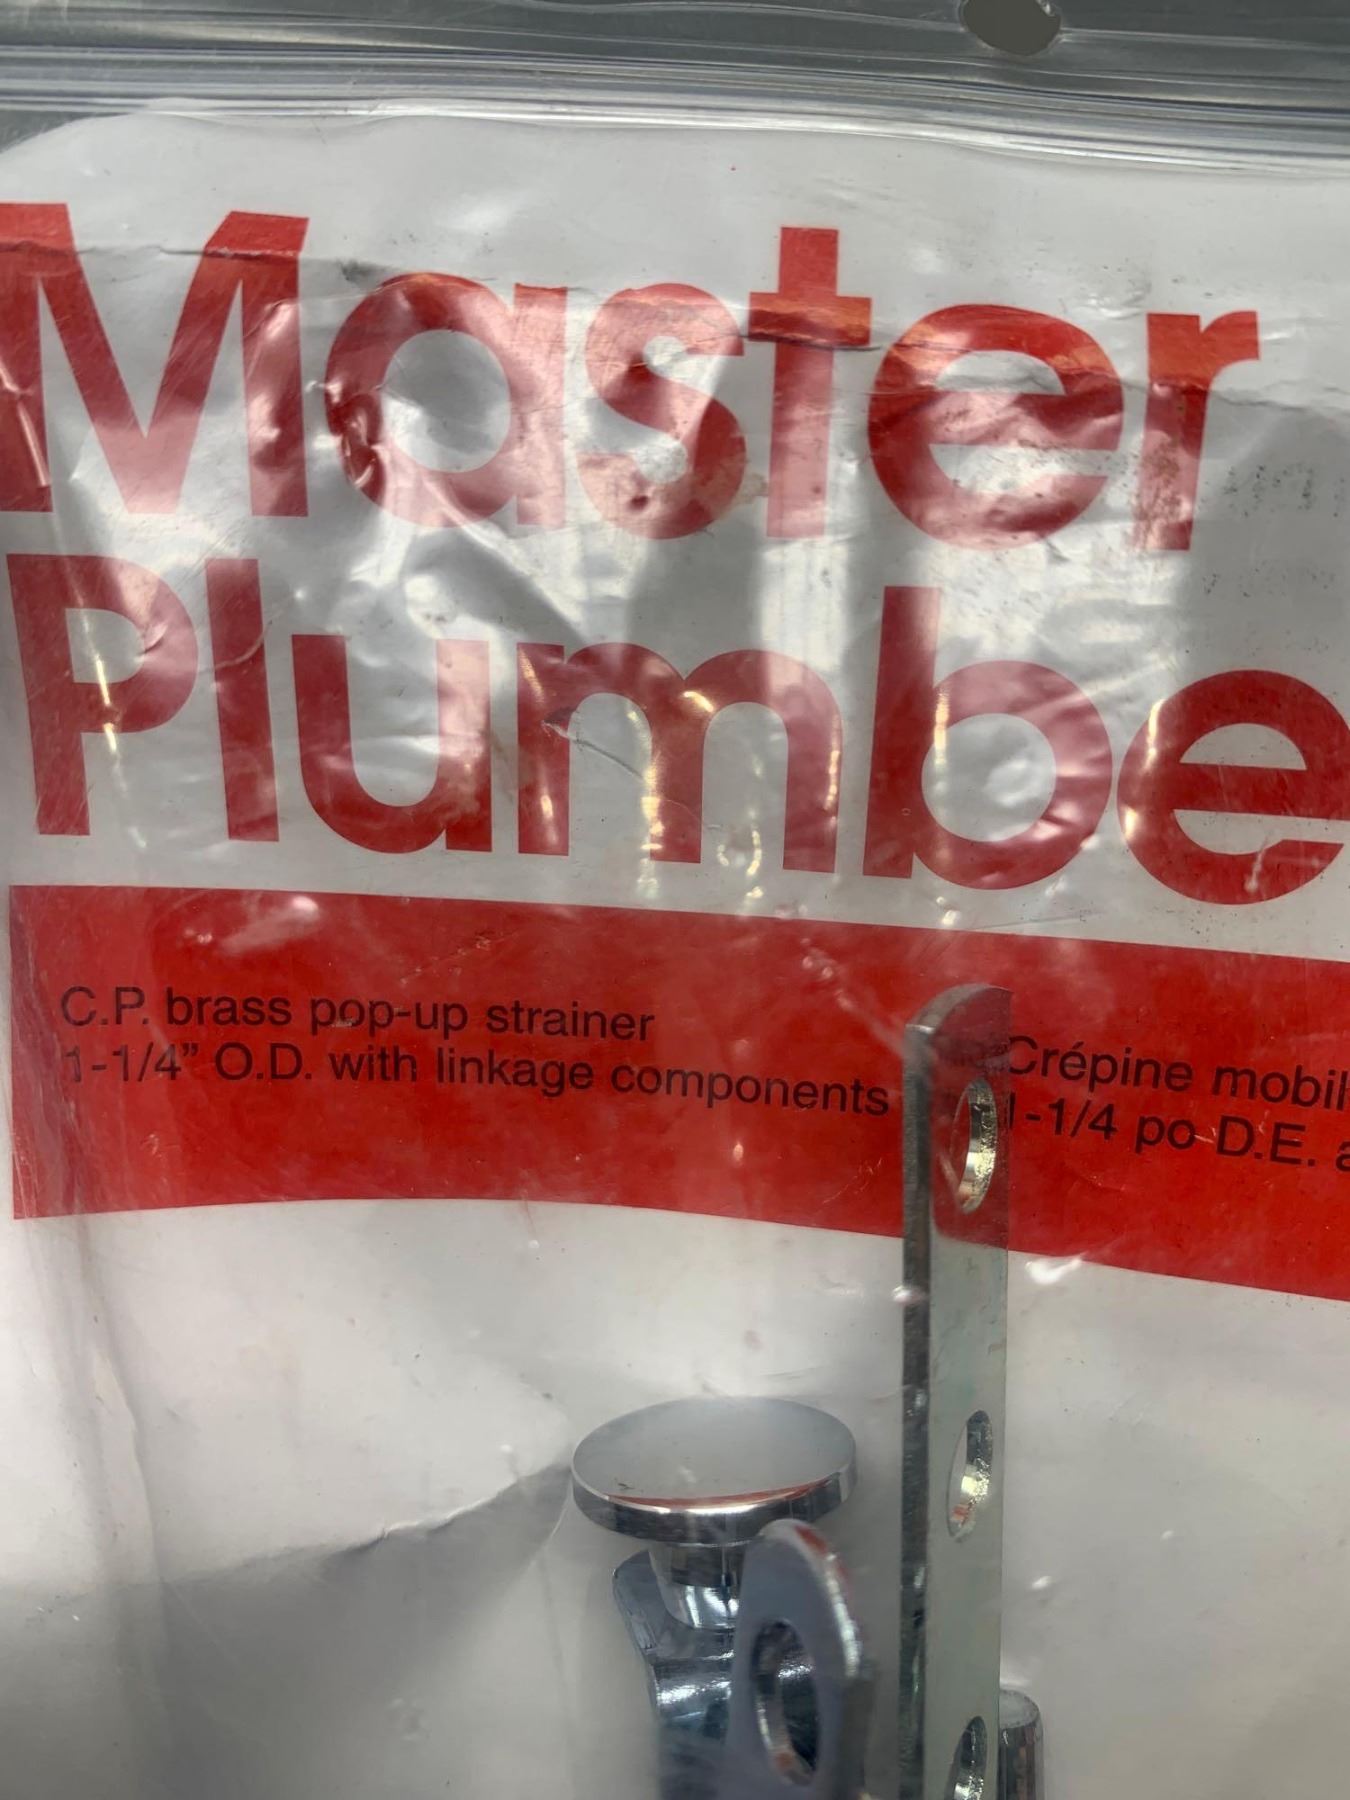 Master
Plumbe
C.P. brass pop-up strainer
1-1/4” O.D. with linkage components
Crépine mobil
1-1/4 po D.E. a